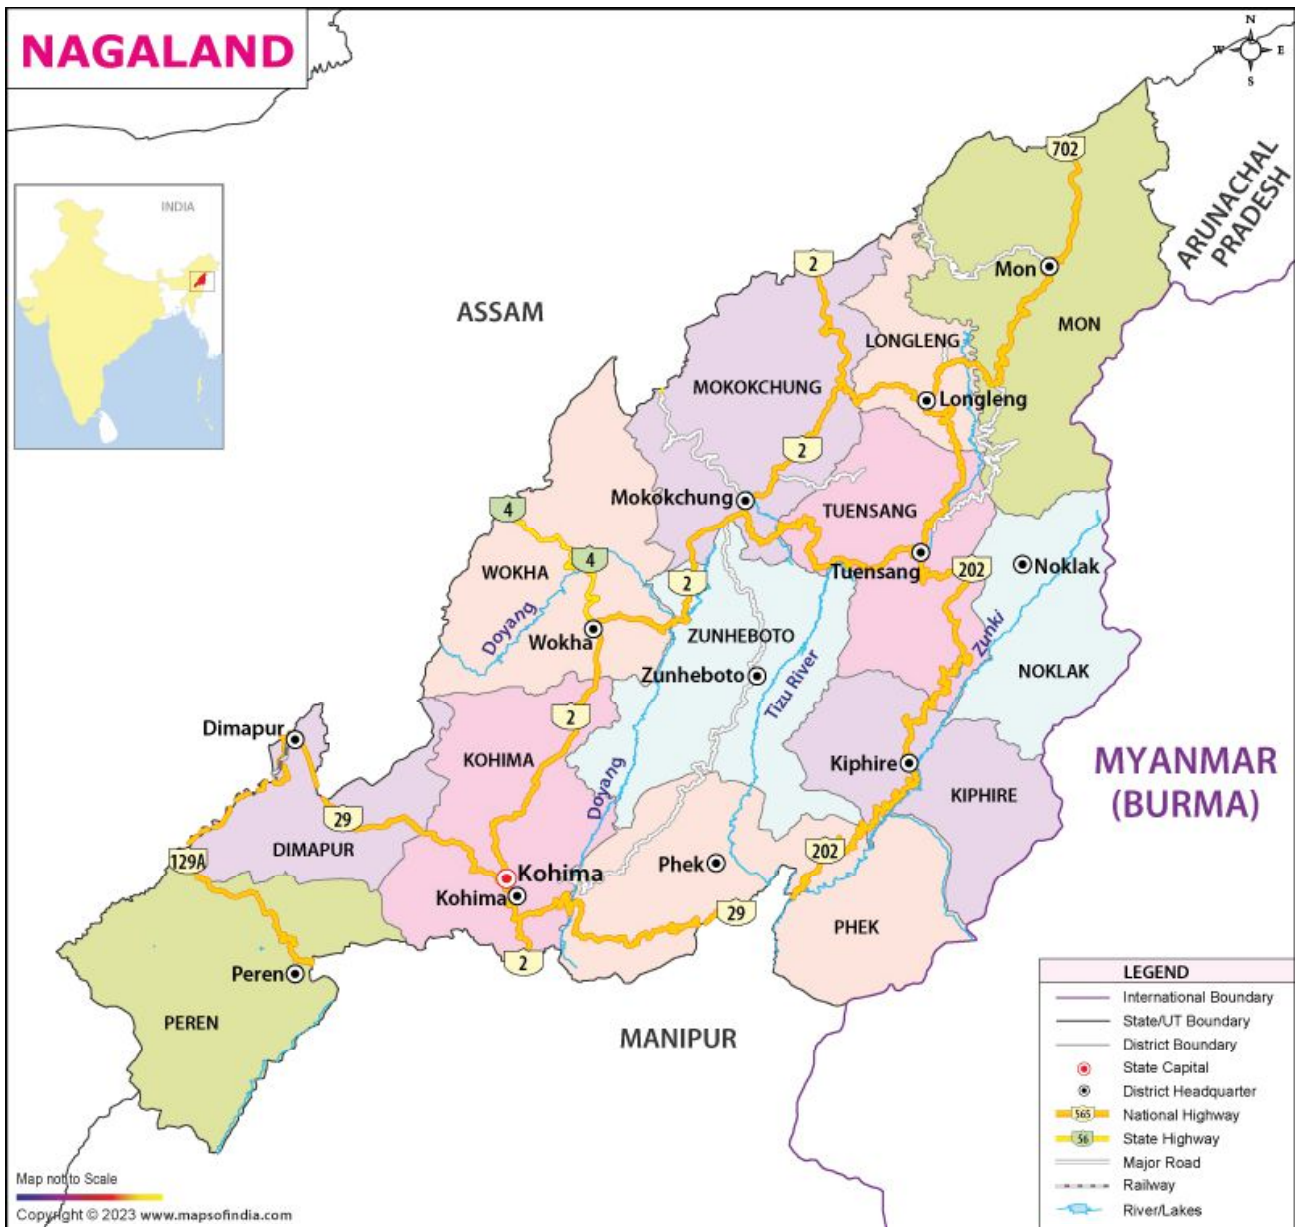 NAGALAND
N
W E
S
INDIA
ARUNACHAL
PRADESH
ASSAM
702
Mon
MON
2
LONGLENG
MOKOKCHUNG
Longleng
2
Mokokchung
TUENSANG
4
4
WOKHA
2
Tuensang
202
Noklak
Doyang
Wokha
ZUNHEBOTO
Zunki
Zunheboto
Tizu River
NOKLAK
Dimapur
2
KOHIMA
Doyang
Kiphire
MYANMAR
(BURMA)
KIPHIRE
29
DIMAPUR
129A
202
Phek
Kohima
Kohima
29
PHEK
2
Peren
PEREN
MANIPUR
LEGEND
International Boundary
State/UT Boundary
District Boundary
State Capital
District Headquarter
565 National Highway
56 State Highway
Major Road
Railway
River/Lakes
Map not to Scale
Copyright © 2023 www.mapsofindia.com